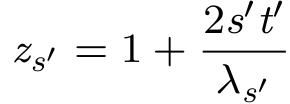 z_{s'} = 1 + \frac{2s't'}{\lambda_{s'}}